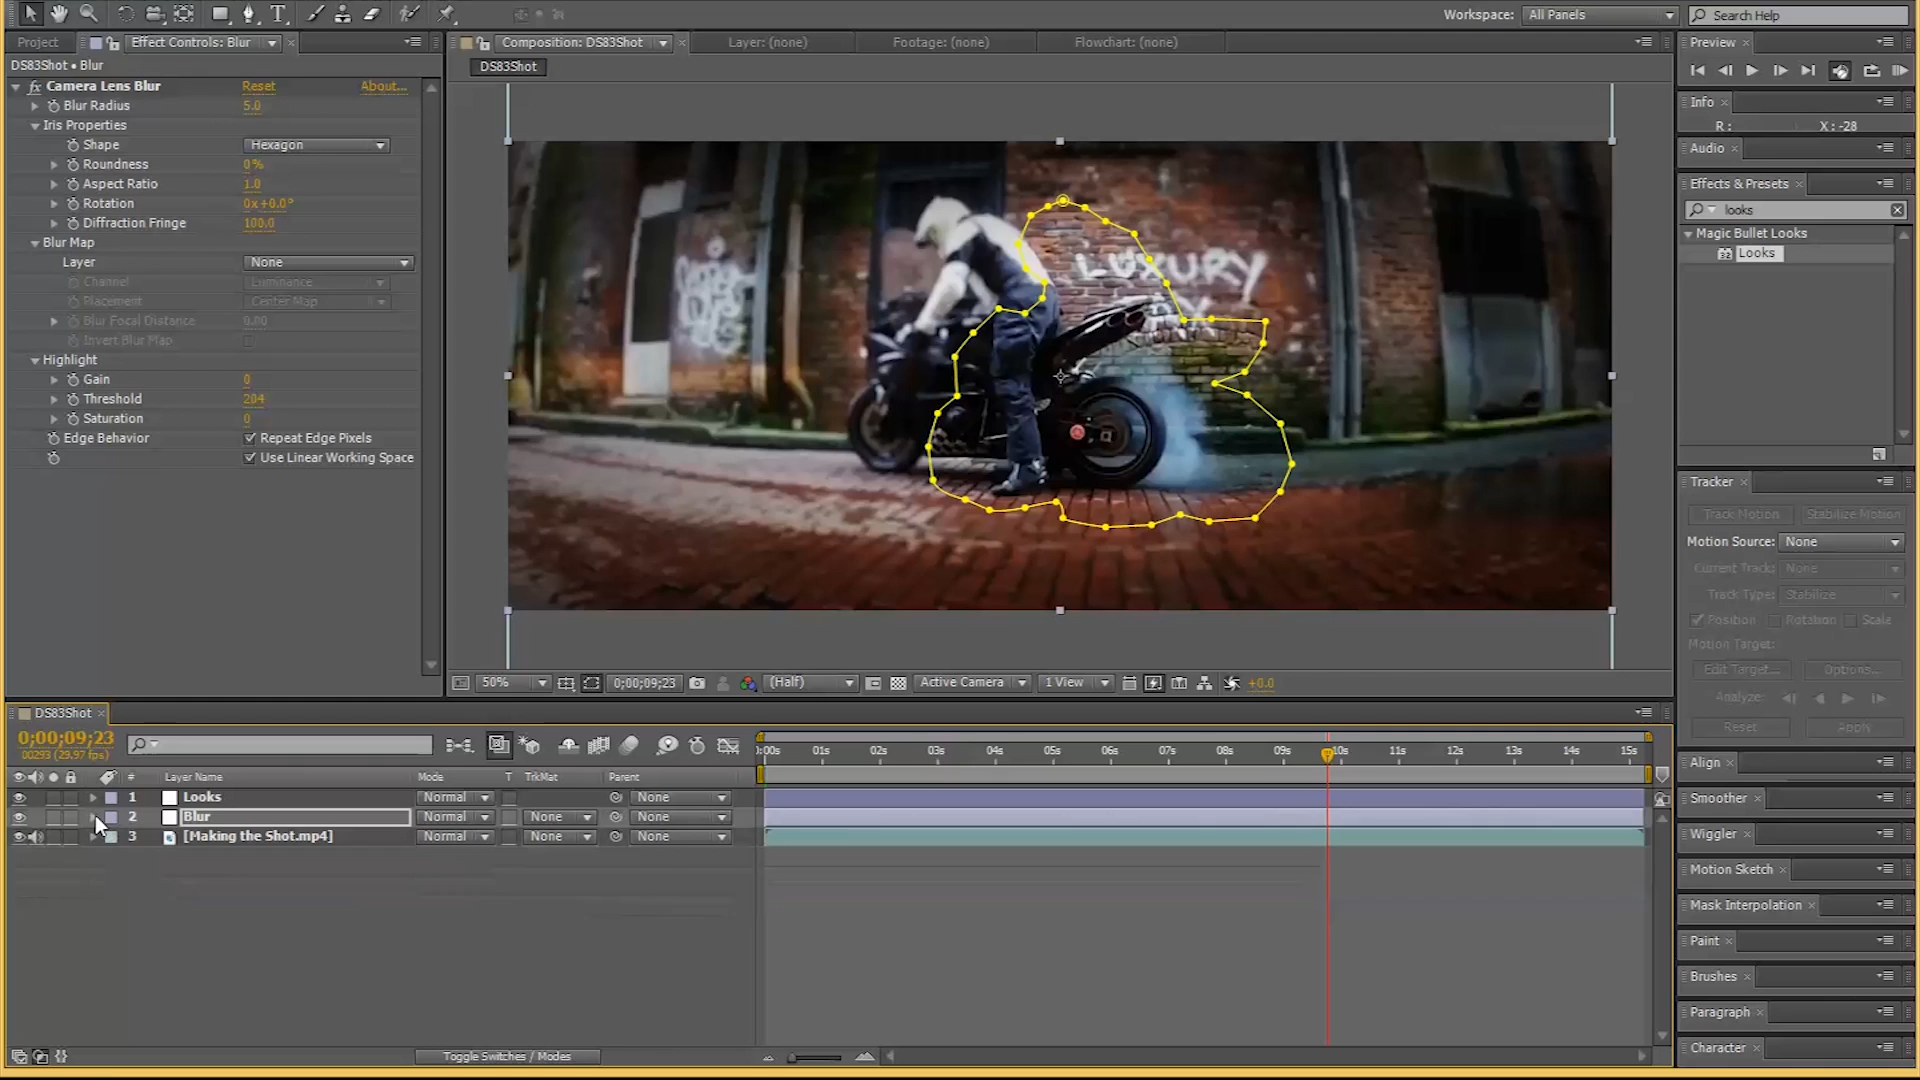 Workspace: All Panels Search Help
Project Effect Controls: Blur Composition: DS83Shot Layer: (none) Footage: (none) Flowchart: (none) Preview
DS83Shot • Blur DS83Shot
fx Camera Lens Blur Reset About...
Blur Radius 5.0
Iris Properties
Shape Hexagon
Roundness 0%
Aspect Ratio 1.0
Rotation 0x+0.0°
Diffraction Fringe 100.0
Blur Map
Layer None
Channel Luminance
Placement Center Map
Blur Focal Distance 0.00
Invert Blur Map
Highlight
Gain 0
Threshold 204
Saturation 0
Edge Behavior Repeat Edge Pixels
Use Linear Working Space
LUXURY
50% 0;00;09;23 (Half) Active Camera 1 View +0.0
Info
R: X: -28
Audio
Effects & Presets
looks
Magic Bullet Looks
32 Looks
Tracker
Track Motion Stabilize Motion
Motion Source: None
Current Track: None
Track Type: Stabilize
Position Rotation Scale
Motion Target:
Edit Target... Options...
Analyze:
Reset Apply
Align
Smoother
Wiggler
Motion Sketch
Mask Interpolation
Paint
Brushes
Paragraph
Character
DS83Shot
0;00;09;23
00293 (29.97 fps)
:00s 01s 02s 03s 04s 05s 06s 07s 08s 09s 10s 11s 12s 13s 14s 15s
# Layer Name Mode T TrkMat Parent
1 Looks Normal None
2 Blur Normal None None
3 [Making the Shot.mp4] Normal None None
Toggle Switches / Modes